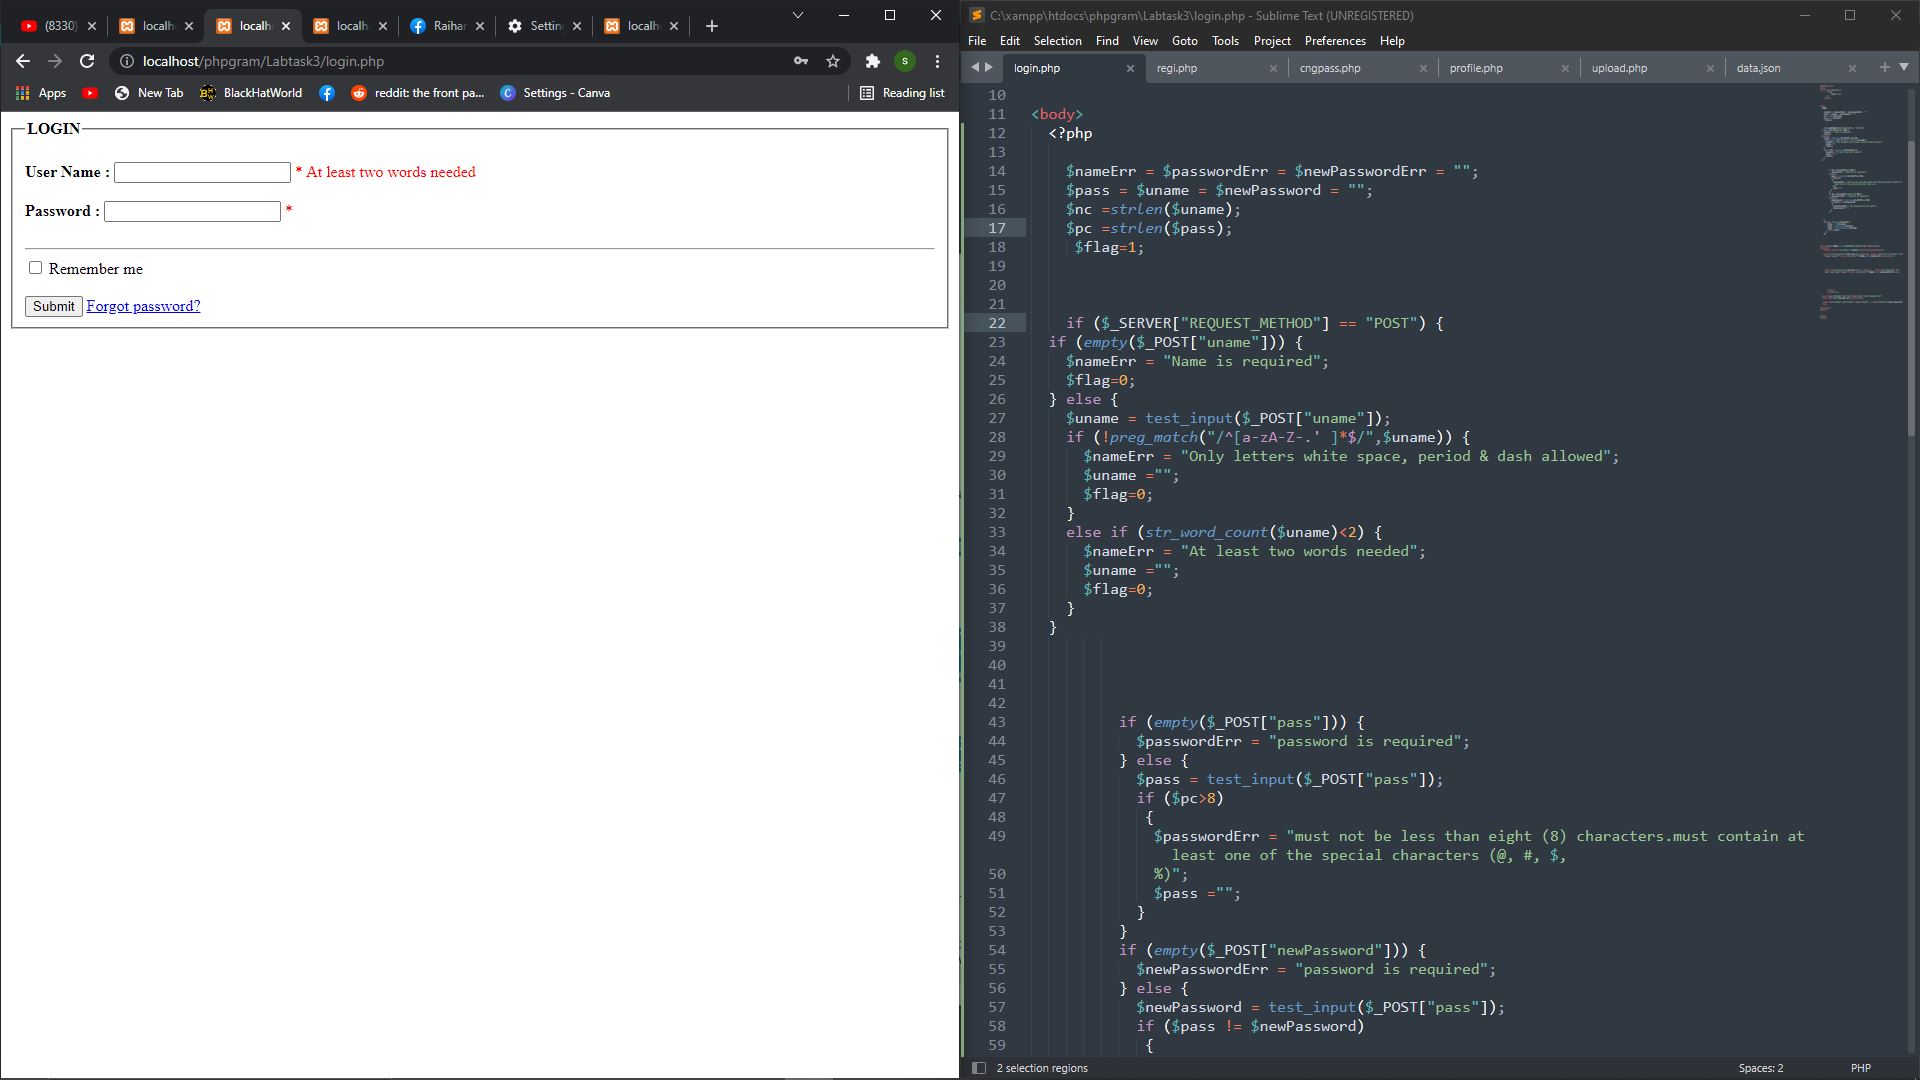 (8330)
localh
localh
localh
Raihan
Setting
localh
localhost/phpgram/Labtask3/login.php
S
Apps
New Tab
BlackHatWorld
reddit: the front pa...
Settings - Canva
Reading list
LOGIN
User Name : * At least two words needed
Password : *
Remember me
Submit Forgot password?
C:\xampp\htdocs\phpgram\Labtask3\login.php - Sublime Text (UNREGISTERED)
File Edit Selection Find View Goto Tools Project Preferences Help
login.php regi.php cngpass.php profile.php upload.php data.json
10
11 <body>
12 <?php
13
14 $nameErr = $passwordErr = $newPasswordErr = "";
15 $pass = $uname = $newPassword = "";
16 $nc =strlen($uname);
17 $pc =strlen($pass);
18 $flag=1;
19
20
21
22 if ($_SERVER["REQUEST_METHOD"] == "POST") {
23 if (empty($_POST["uname"])) {
24 $nameErr = "Name is required";
25 $flag=0;
26 } else {
27 $uname = test_input($_POST["uname"]);
28 if (!preg_match("/^[a-zA-Z-.' ]*$/",$uname)) {
29 $nameErr = "Only letters white space, period & dash allowed";
30 $uname ="";
31 $flag=0;
32 }
33 else if (str_word_count($uname)<2) {
34 $nameErr = "At least two words needed";
35 $uname ="";
36 $flag=0;
37 }
38 }
39
40
41
42
43 if (empty($_POST["pass"])) {
44 $passwordErr = "password is required";
45 } else {
46 $pass = test_input($_POST["pass"]);
47 if ($pc>8)
48 {
49 $passwordErr = "must not be less than eight (8) characters.must contain at
least one of the special characters (@, #, $,
50 %)";
51 $pass ="";
52 }
53 }
54 if (empty($_POST["newPassword"])) {
55 $newPasswordErr = "password is required";
56 } else {
57 $newPassword = test_input($_POST["pass"]);
58 if ($pass != $newPassword)
59 {
2 selection regions
Spaces: 2
PHP